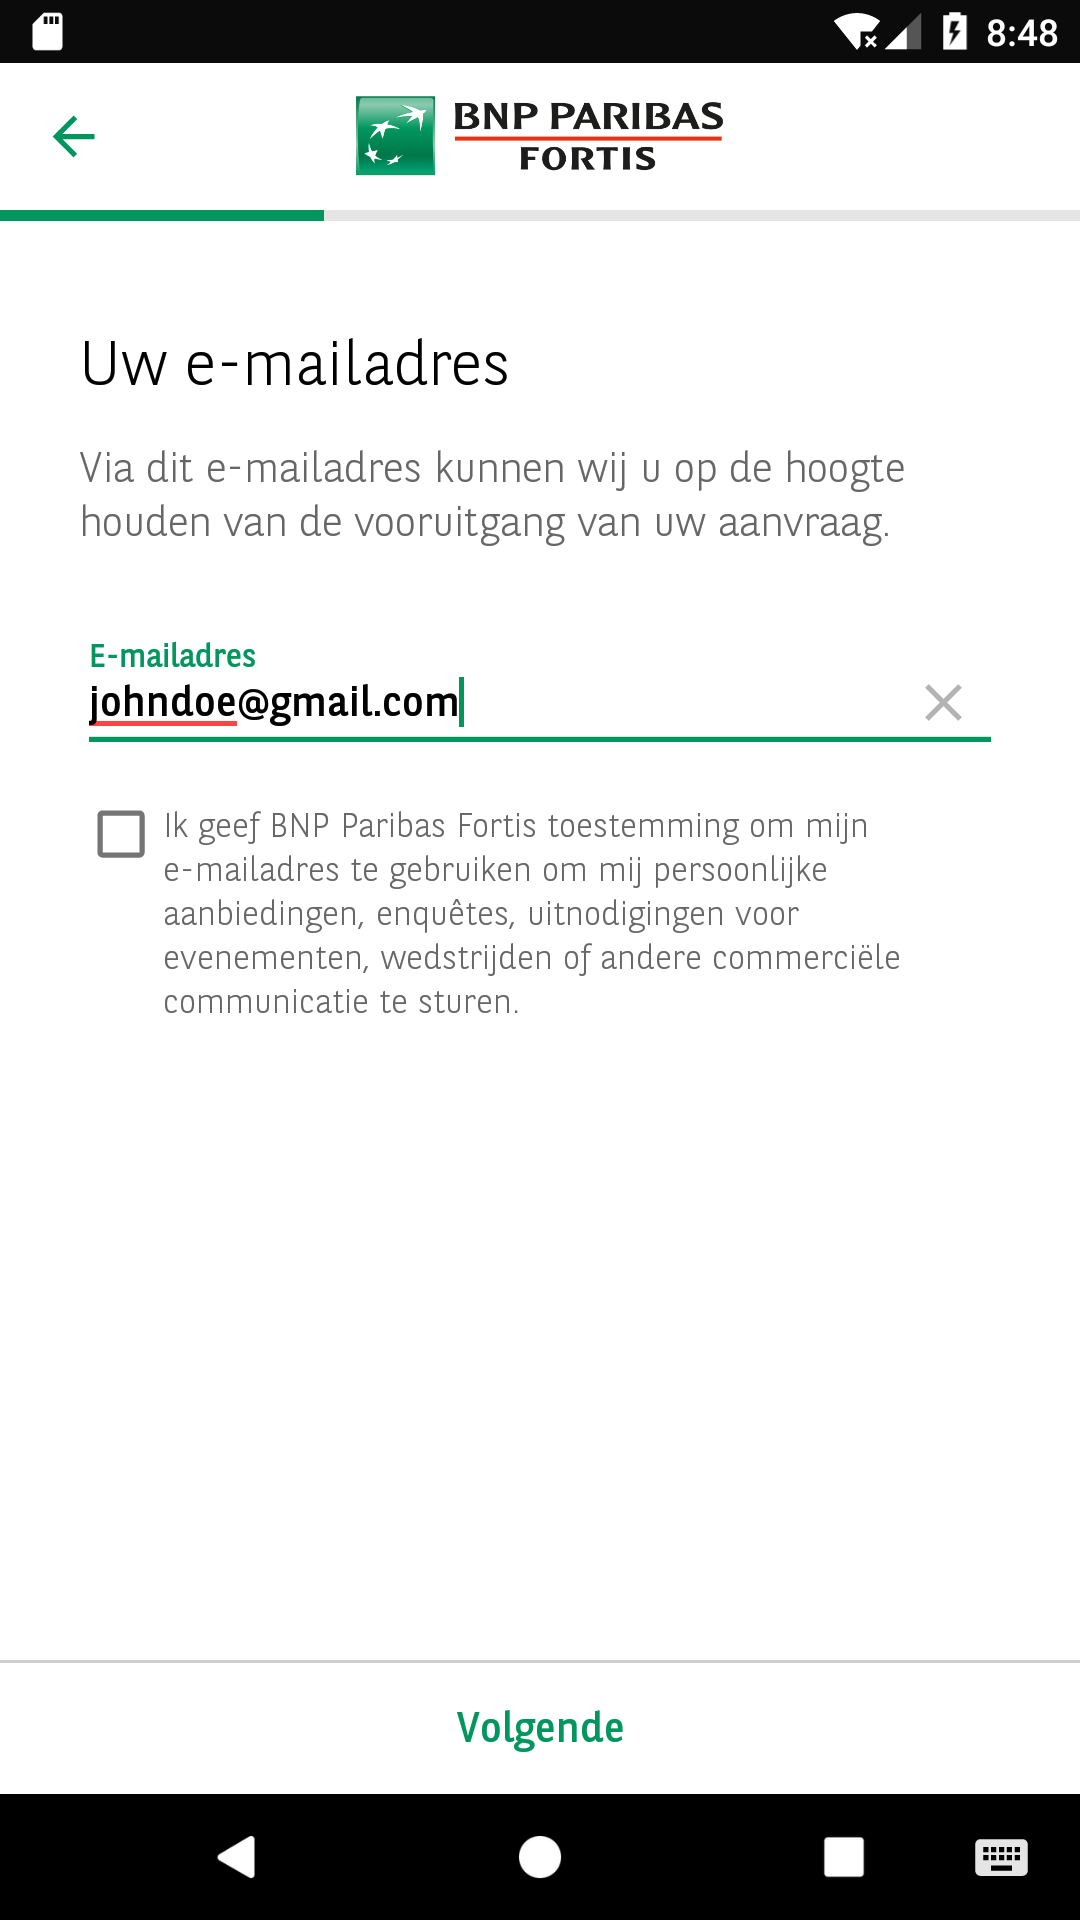 8:48
BNP PARIBAS
FORTIS
Uw e-mailadres
Via dit e-mailadres kunnen wij u op de hoogte
houden van de vooruitgang van uw aanvraag.
E-mailadres
johndoe@gmail.com
Ik geef BNP Paribas Fortis toestemming om mijn
e-mailadres te gebruiken om mij persoonlijke
aanbiedingen, enquêtes, uitnodigingen voor
evenementen, wedstrijden of andere commerciële
communicatie te sturen.
Volgende